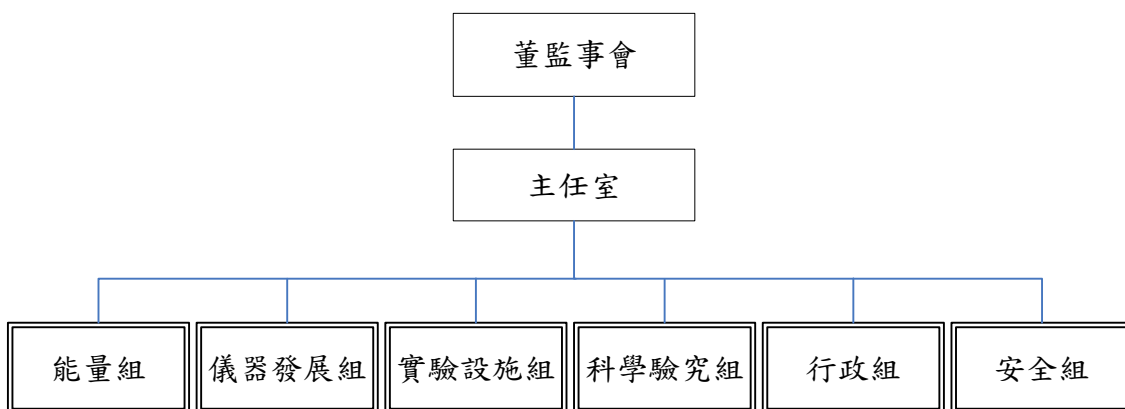 董監事會
主任室
能量組
儀器發展組
實驗設施組
科學驗究組
行政組
安全組